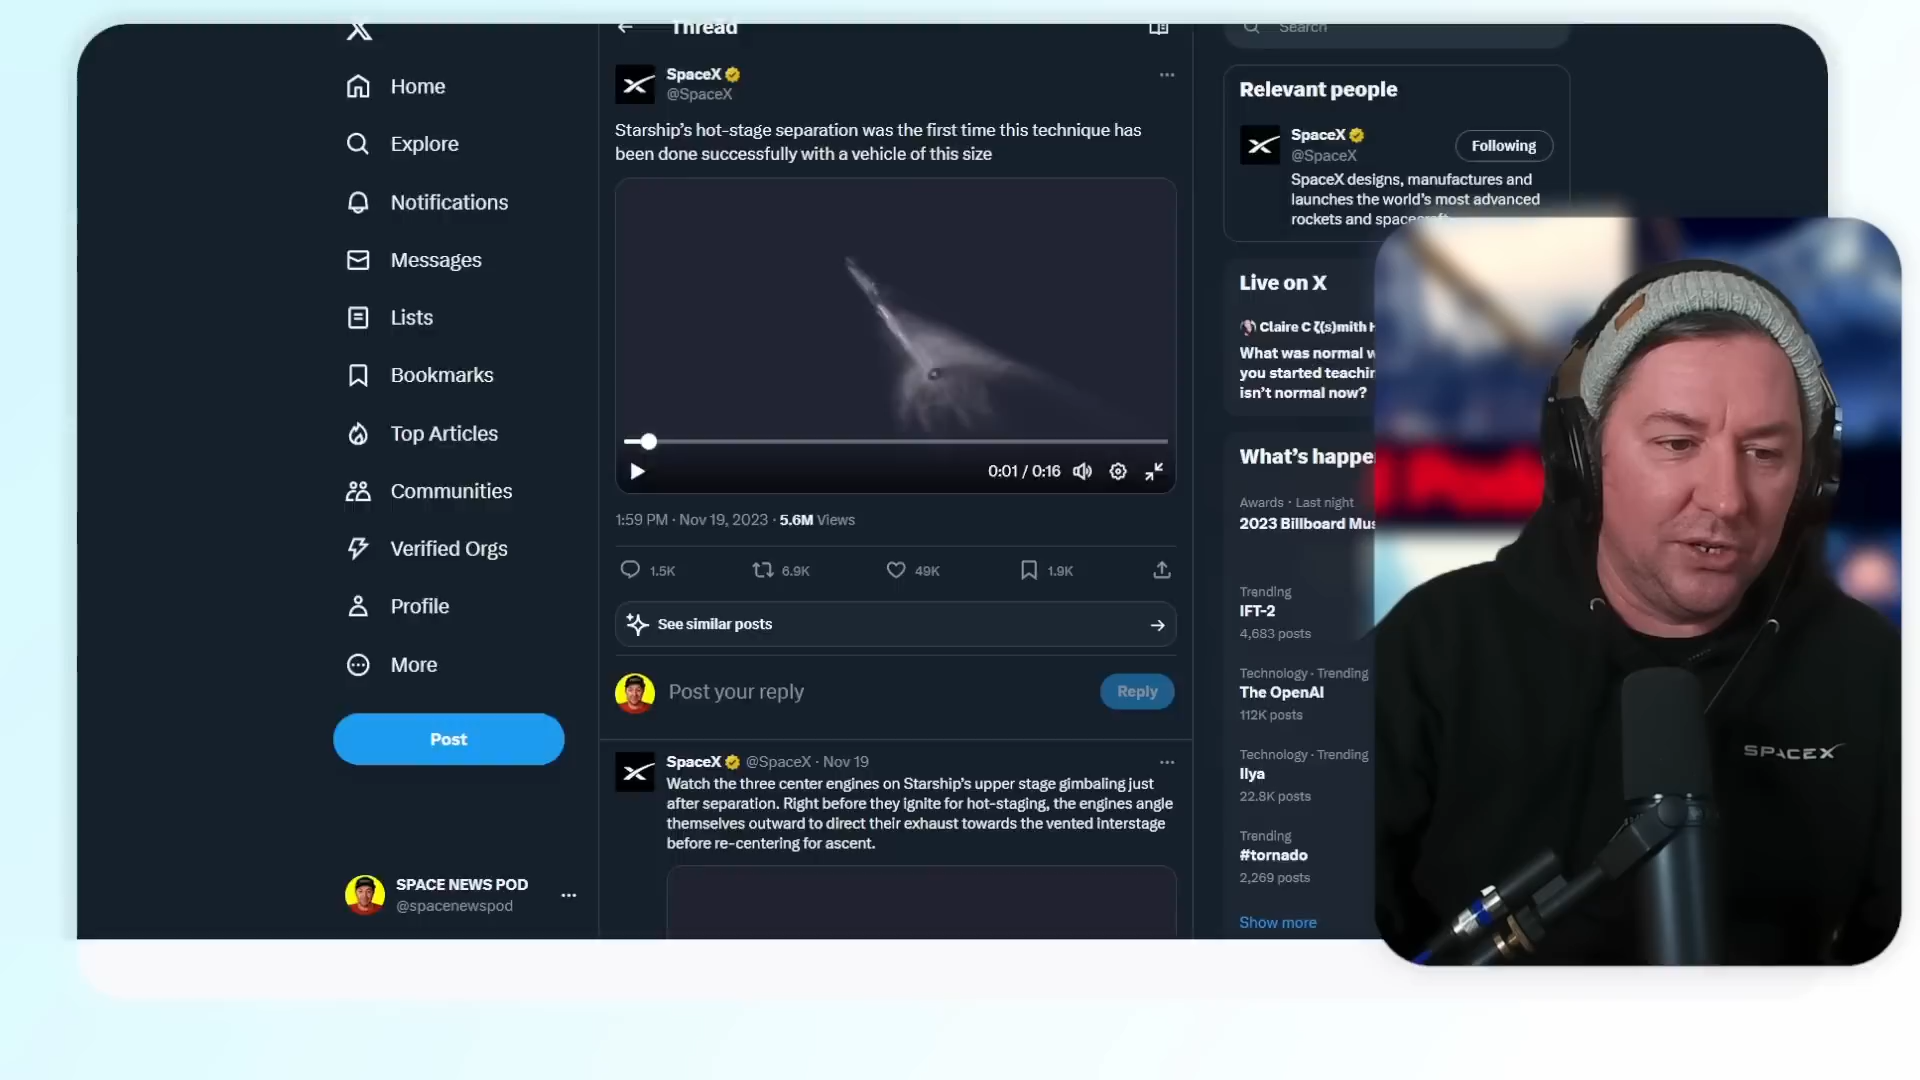 Thread
Search
Home
Explore
Notifications
Messages
Lists
Bookmarks
Top Articles
Communities
Verified Orgs
Profile
More
Post
SPACE NEWS POD
@spacenewspod
SpaceX
@SpaceX
Starship's hot-stage separation was the first time this technique has
been done successfully with a vehicle of this size
0:01 / 0:16
1:59 PM · Nov 19, 2023 · 5.6M Views
1.5K 6.9K 49K 1.9K
See similar posts
Post your reply
Reply
SpaceX @SpaceX · Nov 19
Watch the three center engines on Starship's upper stage gimbaling just
after separation. Right before they ignite for hot-staging, the engines angle
themselves outward to direct their exhaust towards the vented interstage
before re-centering for ascent.
Relevant people
SpaceX
@SpaceX
Following
SpaceX designs, manufactures and
launches the world's most advanced
rockets and spacecraft
Live on X
Claire C ζ(s)mith
What was normal
you started
isn't normal now?
What's
Awards · Last night
2023 Billboard
Trending
IFT-2
4,683 posts
Technology · Trending
The OpenAI
112K posts
Technology · Trending
Ilya
22.8K posts
Trending
#tornado
2,269 posts
Show more
SPACEX